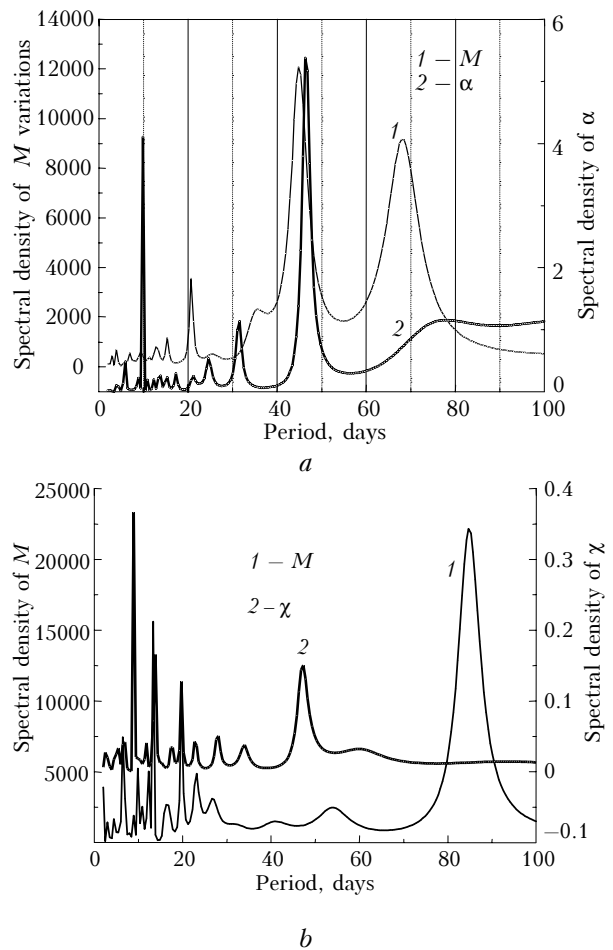 14000
12000
10000
8000
6000
4000
2000
0
Spectral density of M variations
6
4
2
0
Spectral density of α
1 – M
2 – α
1
2
0 20 40 60 80 100
Period, days
a
25000
20000
15000
10000
5000
Spectral density of M
0.4
0.3
0.2
0.1
0
−0.1
Spectral density of χ
1 – M
2 – χ
1
2
0 20 40 60 80 100
Period, days
b